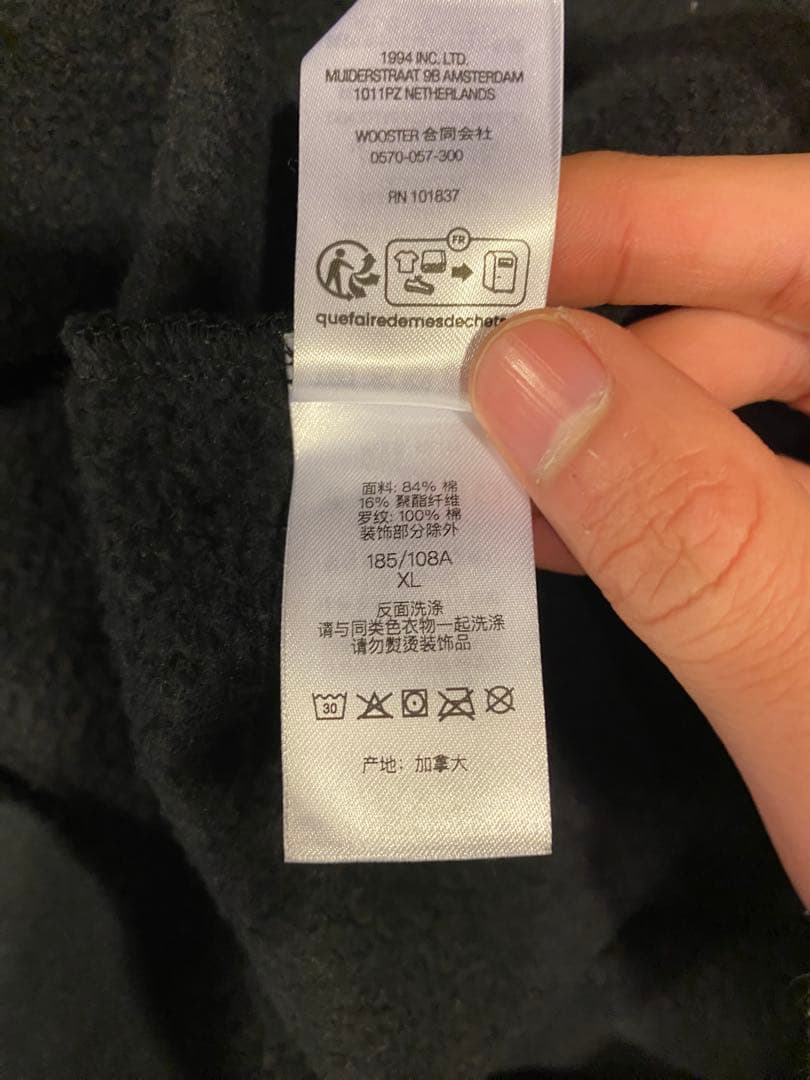 1994 INC. LTD.
MUIDERSTRAAT 9B AMSTERDAM
1011PZ NETHERLANDS
WOOSTER 合同会社
0570-057-300
RN 101837
FR
quefairedemesdechets
面料: 84% 棉
16% 聚酯纤维
罗纹: 100% 棉
装饰部分除外
185/108A
XL
反面洗涤
请与同类色衣物一起洗涤
请勿熨烫装饰品
30
产地: 加拿大